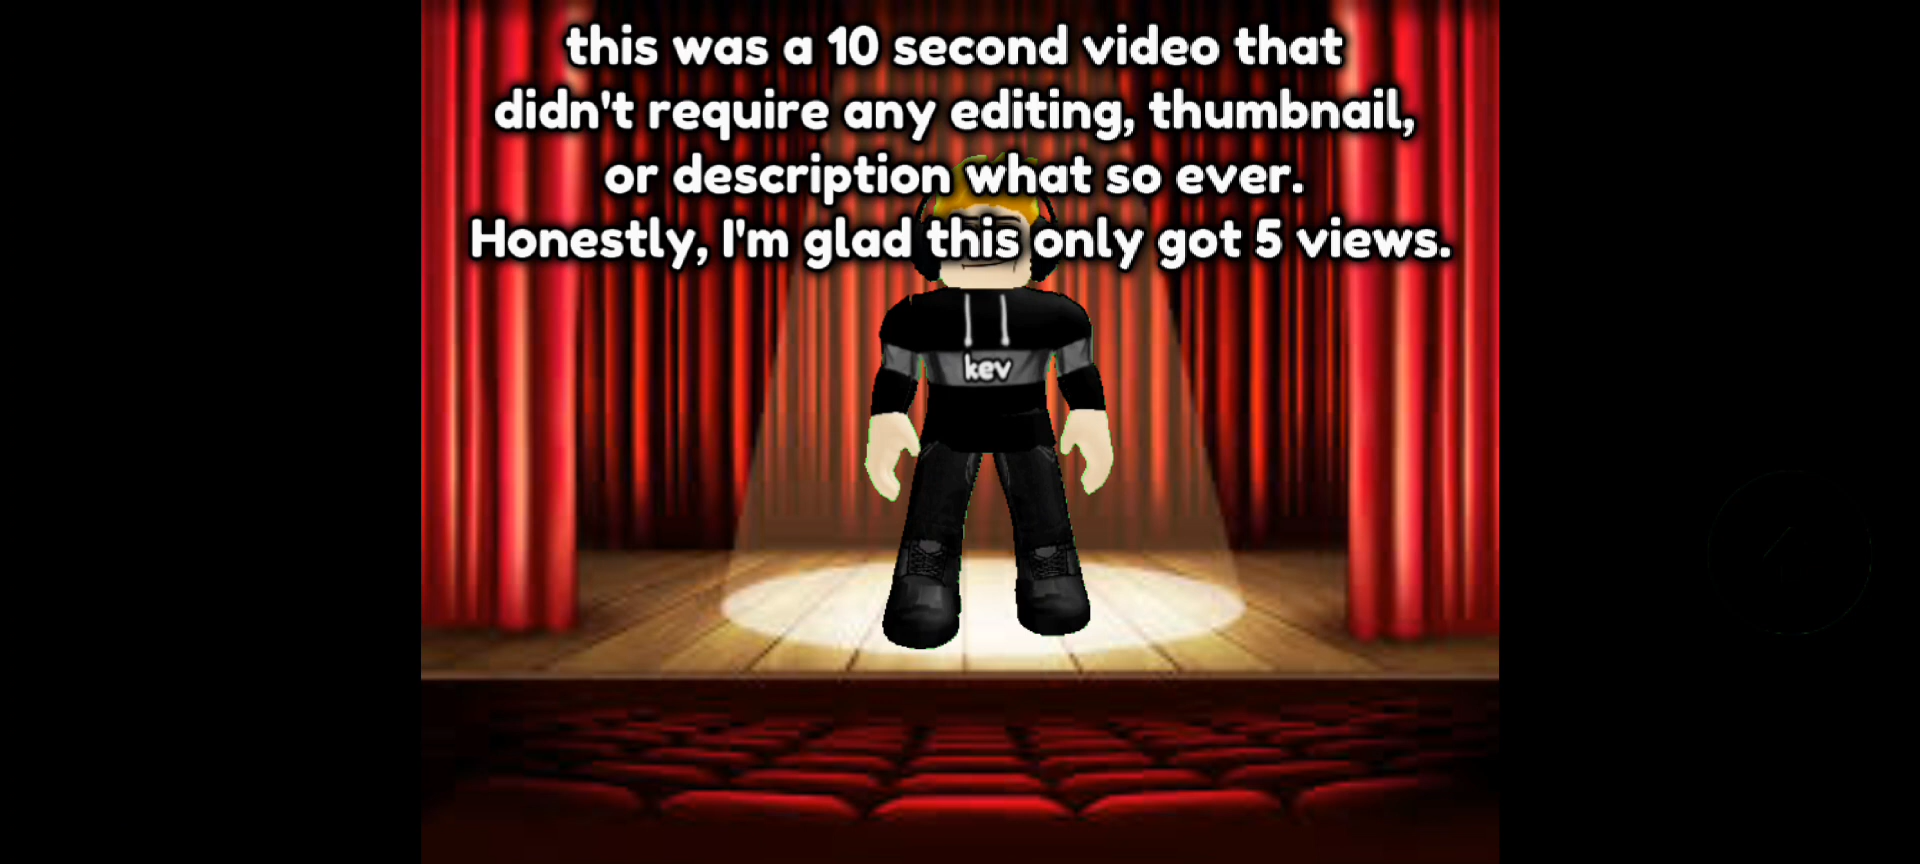 this was a 10 second video that
didn't require any editing, thumbnail,
or description what so ever.
Honestly, I'm glad this only got 5 views.
kev